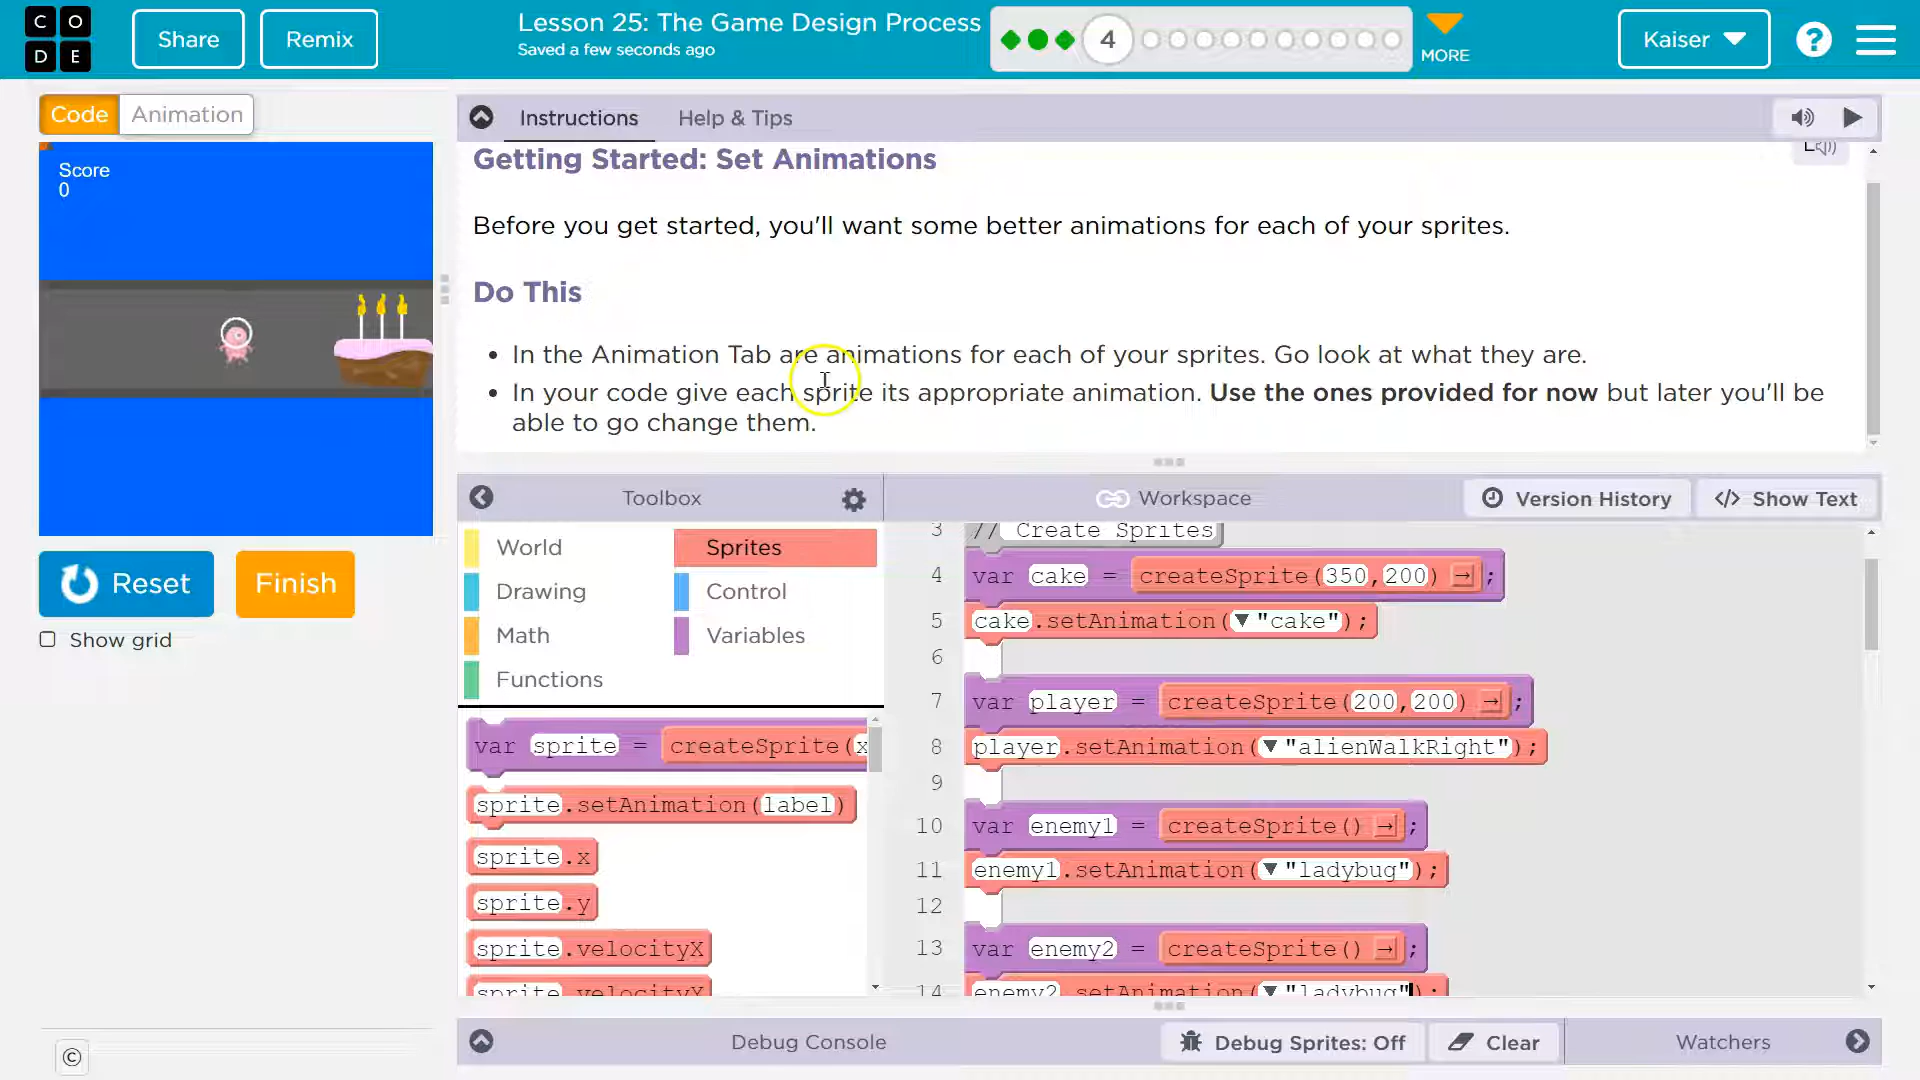 C O
D E
Share
Remix
Lesson 25: The Game Design Process
Saved a few seconds ago
4
MORE
Kaiser
?
Code
Animation
Score
0
Instructions
Help & Tips
Getting Started: Set Animations
Before you get started, you'll want some better animations for each of your sprites.
Do This
• In the Animation Tab are animations for each of your sprites. Go look at what they are.
• In your code give each sprite its appropriate animation. Use the ones provided for now but later you'll be
able to go change them.
Reset
Finish
Show grid
Toolbox
Workspace
Version History
</> Show Text
World
Sprites
Drawing
Control
Math
Variables
Functions
var sprite = createSprite(x
sprite.setAnimation(label)
sprite.x
sprite.y
sprite.velocityX
sprite.velocityY
3 // Create Sprites
4 var cake = createSprite(350,200) → ;
5 cake.setAnimation(▼"cake");
6
7 var player = createSprite(200,200) → ;
8 player.setAnimation(▼"alienWalkRight");
9
10 var enemy1 = createSprite() → ;
11 enemy1.setAnimation(▼"ladybug");
12
13 var enemy2 = createSprite() → ;
14 enemy2.setAnimation(▼"ladybug");
Debug Console
Debug Sprites: Off
Clear
Watchers
©